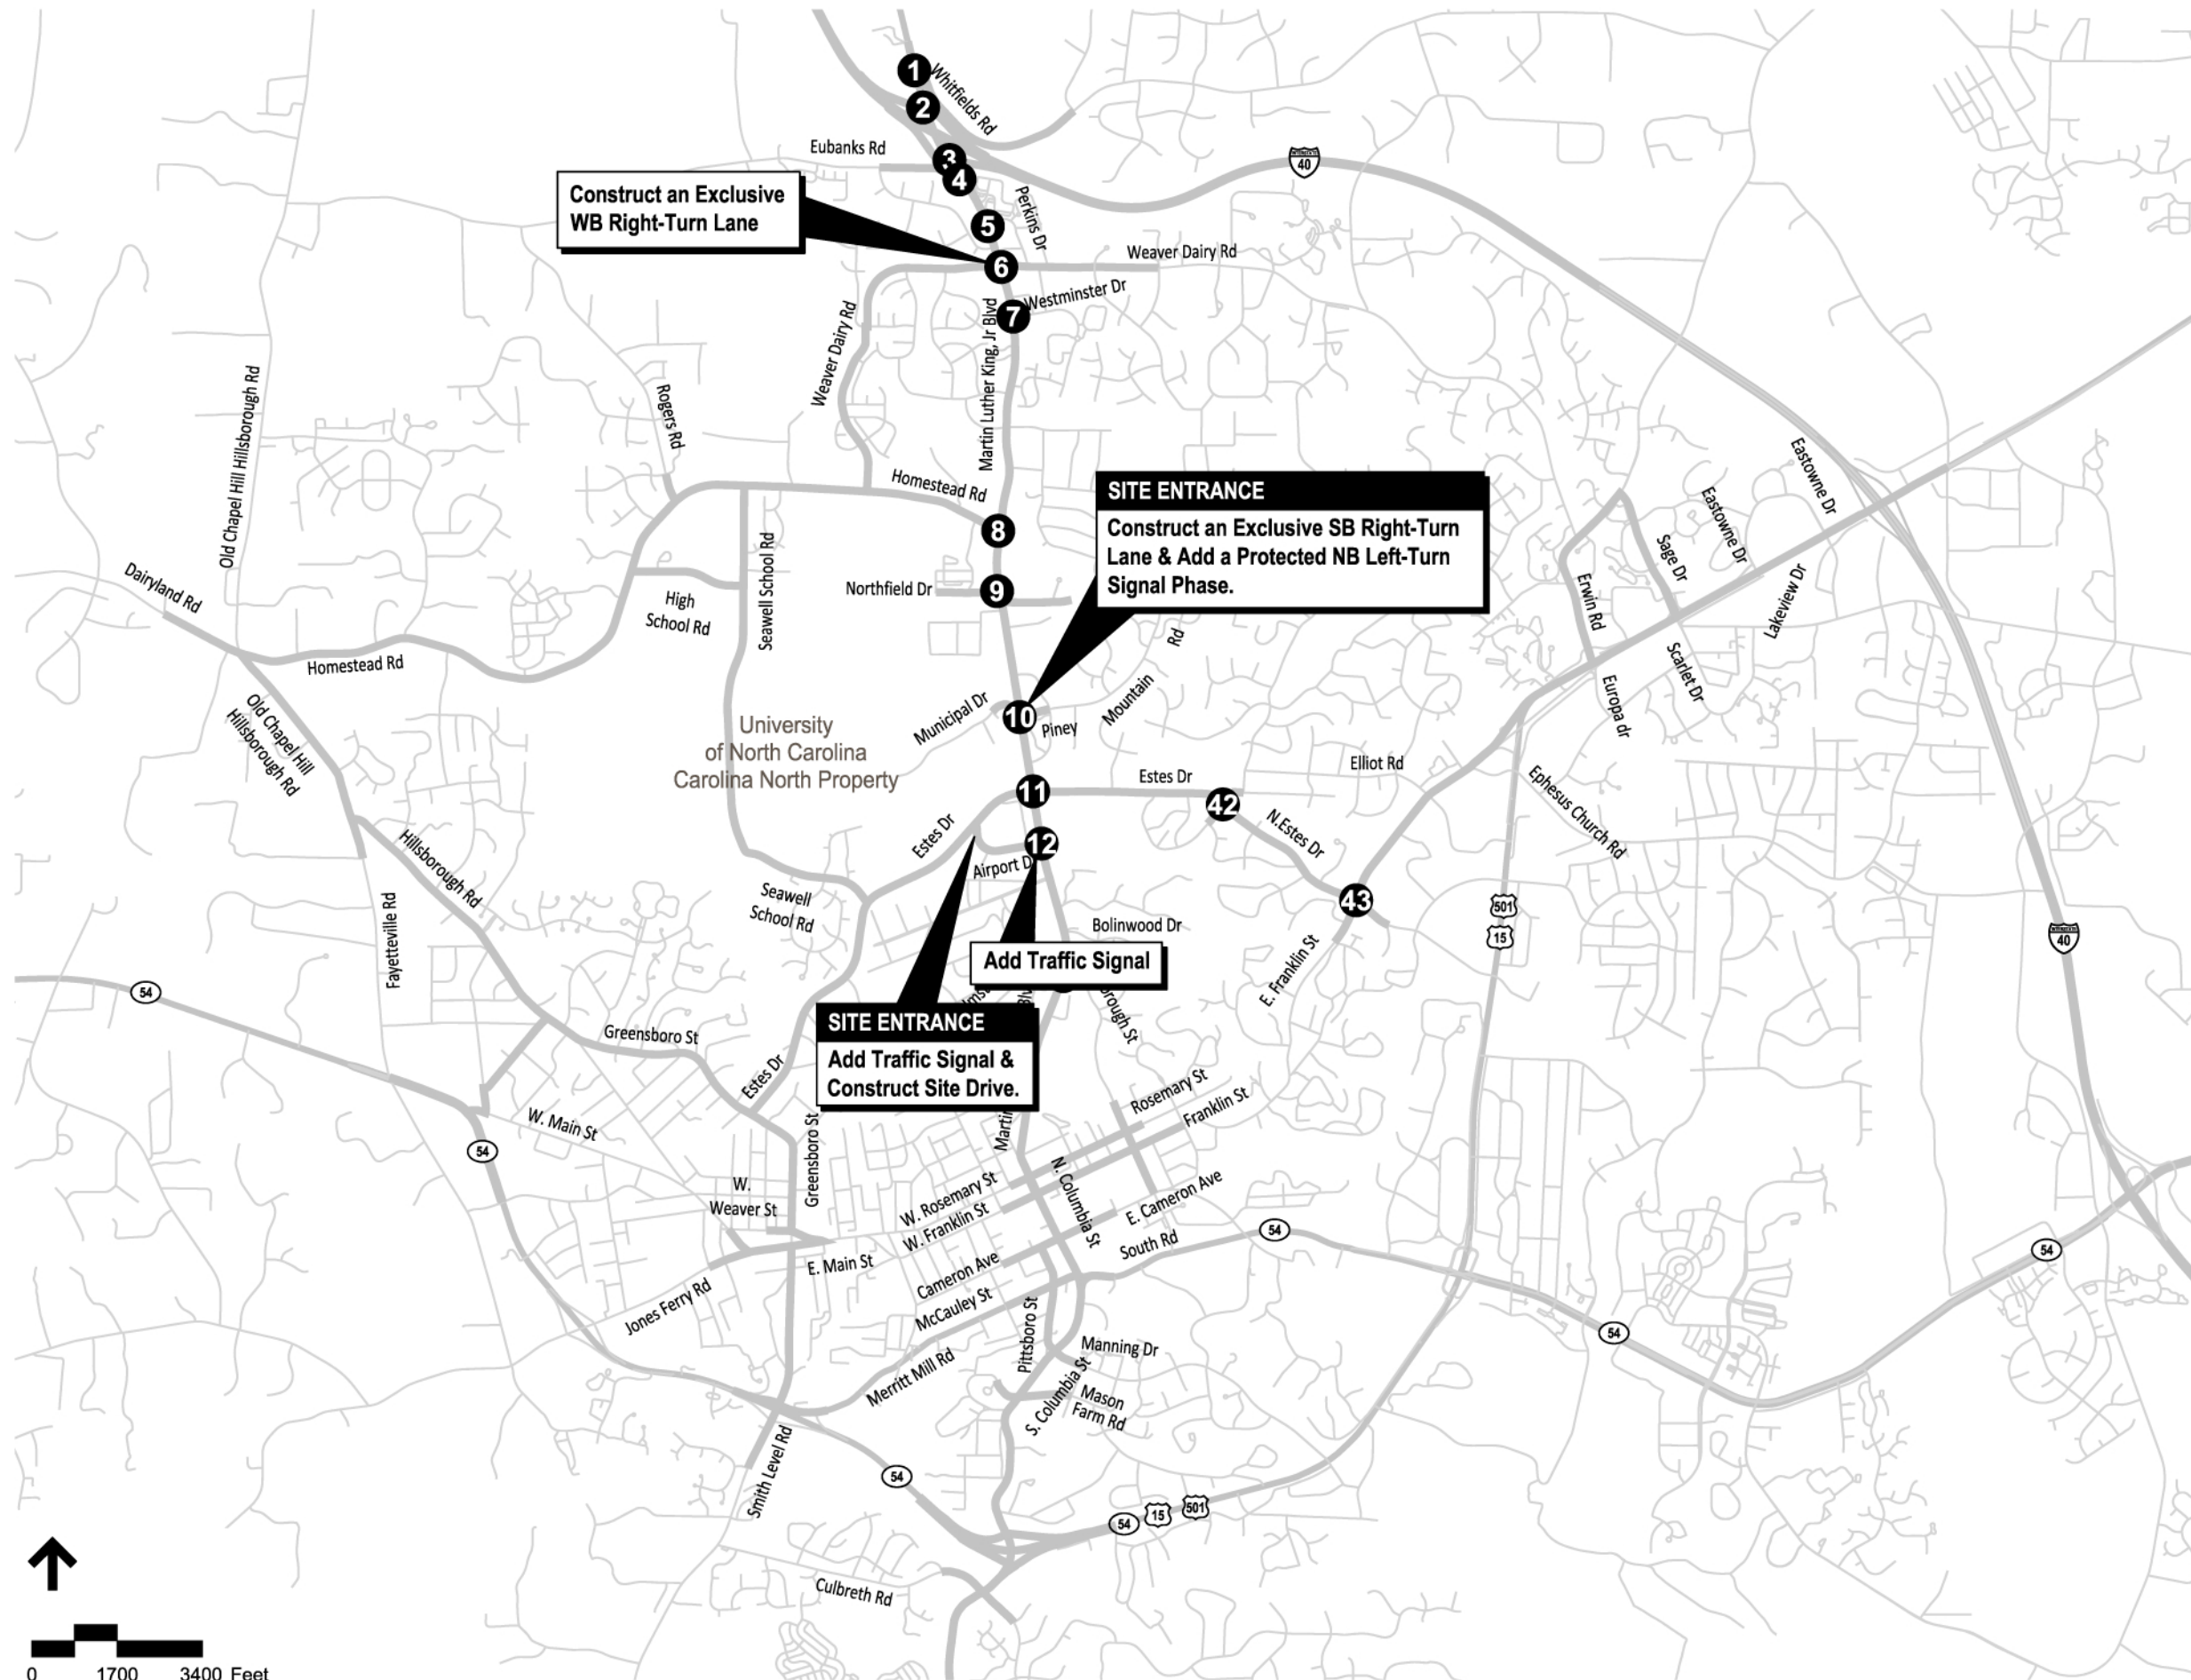 1
Whitfields Rd
2
Eubanks Rd
3
4
40
Construct an Exclusive
WB Right-Turn Lane
Perkins Dr
5
6
Weaver Dairy Rd
Westminster Dr
7
Weaver Dairy Rd
Martin Luther King, Jr Blvd
Old Chapel Hill Hillsborough Rd
Rogers Rd
Homestead Rd
8
SITE ENTRANCE
Construct an Exclusive SB Right-Turn
Lane & Add a Protected NB Left-Turn
Signal Phase.
Eastowne Dr
Eastowne Dr
Sage Dr
Erwin Rd
Lakeview Dr
Scarlet Dr
Europa dr
Dairyland Rd
High
School Rd
Seawell School Rd
Northfield Dr
9
Homestead Rd
Old Chapel Hill
Hillsborough Rd
University
of North Carolina
Carolina North Property
Municipal Dr
10
Piney
Mountain
Rd
11
Estes Dr
42
Elliot Rd
Ephesus Church Rd
N.Estes Dr
Estes Dr
12
Airport D
Hillsborough Rd
Fayetteville Rd
Seawell
School Rd
43
501
15
40
Bolinwood Dr
E. Franklin St
Add Traffic Signal
54
SITE ENTRANCE
Add Traffic Signal &
Construct Site Drive.
Greensboro St
Estes Dr
W. Main St
54
Greensboro St
Martin
Rosemary St
Franklin St
W.
Weaver St
W. Rosemary St
W. Franklin St
N. Columbia St
E. Cameron Ave
South Rd
54
54
E. Main St
Cameron Ave
McCauley St
Jones Ferry Rd
Pittsboro St
Merritt Mill Rd
Manning Dr
S. Columbia St
Mason
Farm Rd
54
Smith Level Rd
54
54
15
501
Culbreth Rd
0 1700 3400 Feet